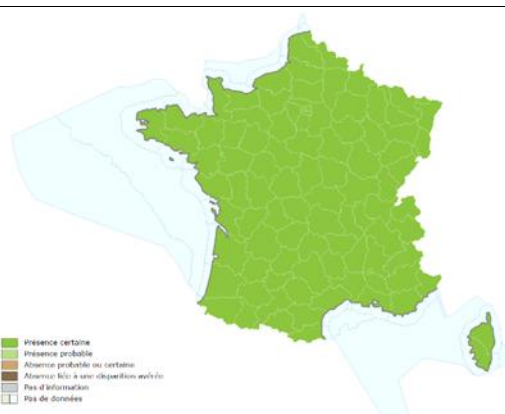 Présence certaine
Présence probable
Absence probable ou certaine
Absence liée à une disparition avérée
Pas d'information
Pas de données